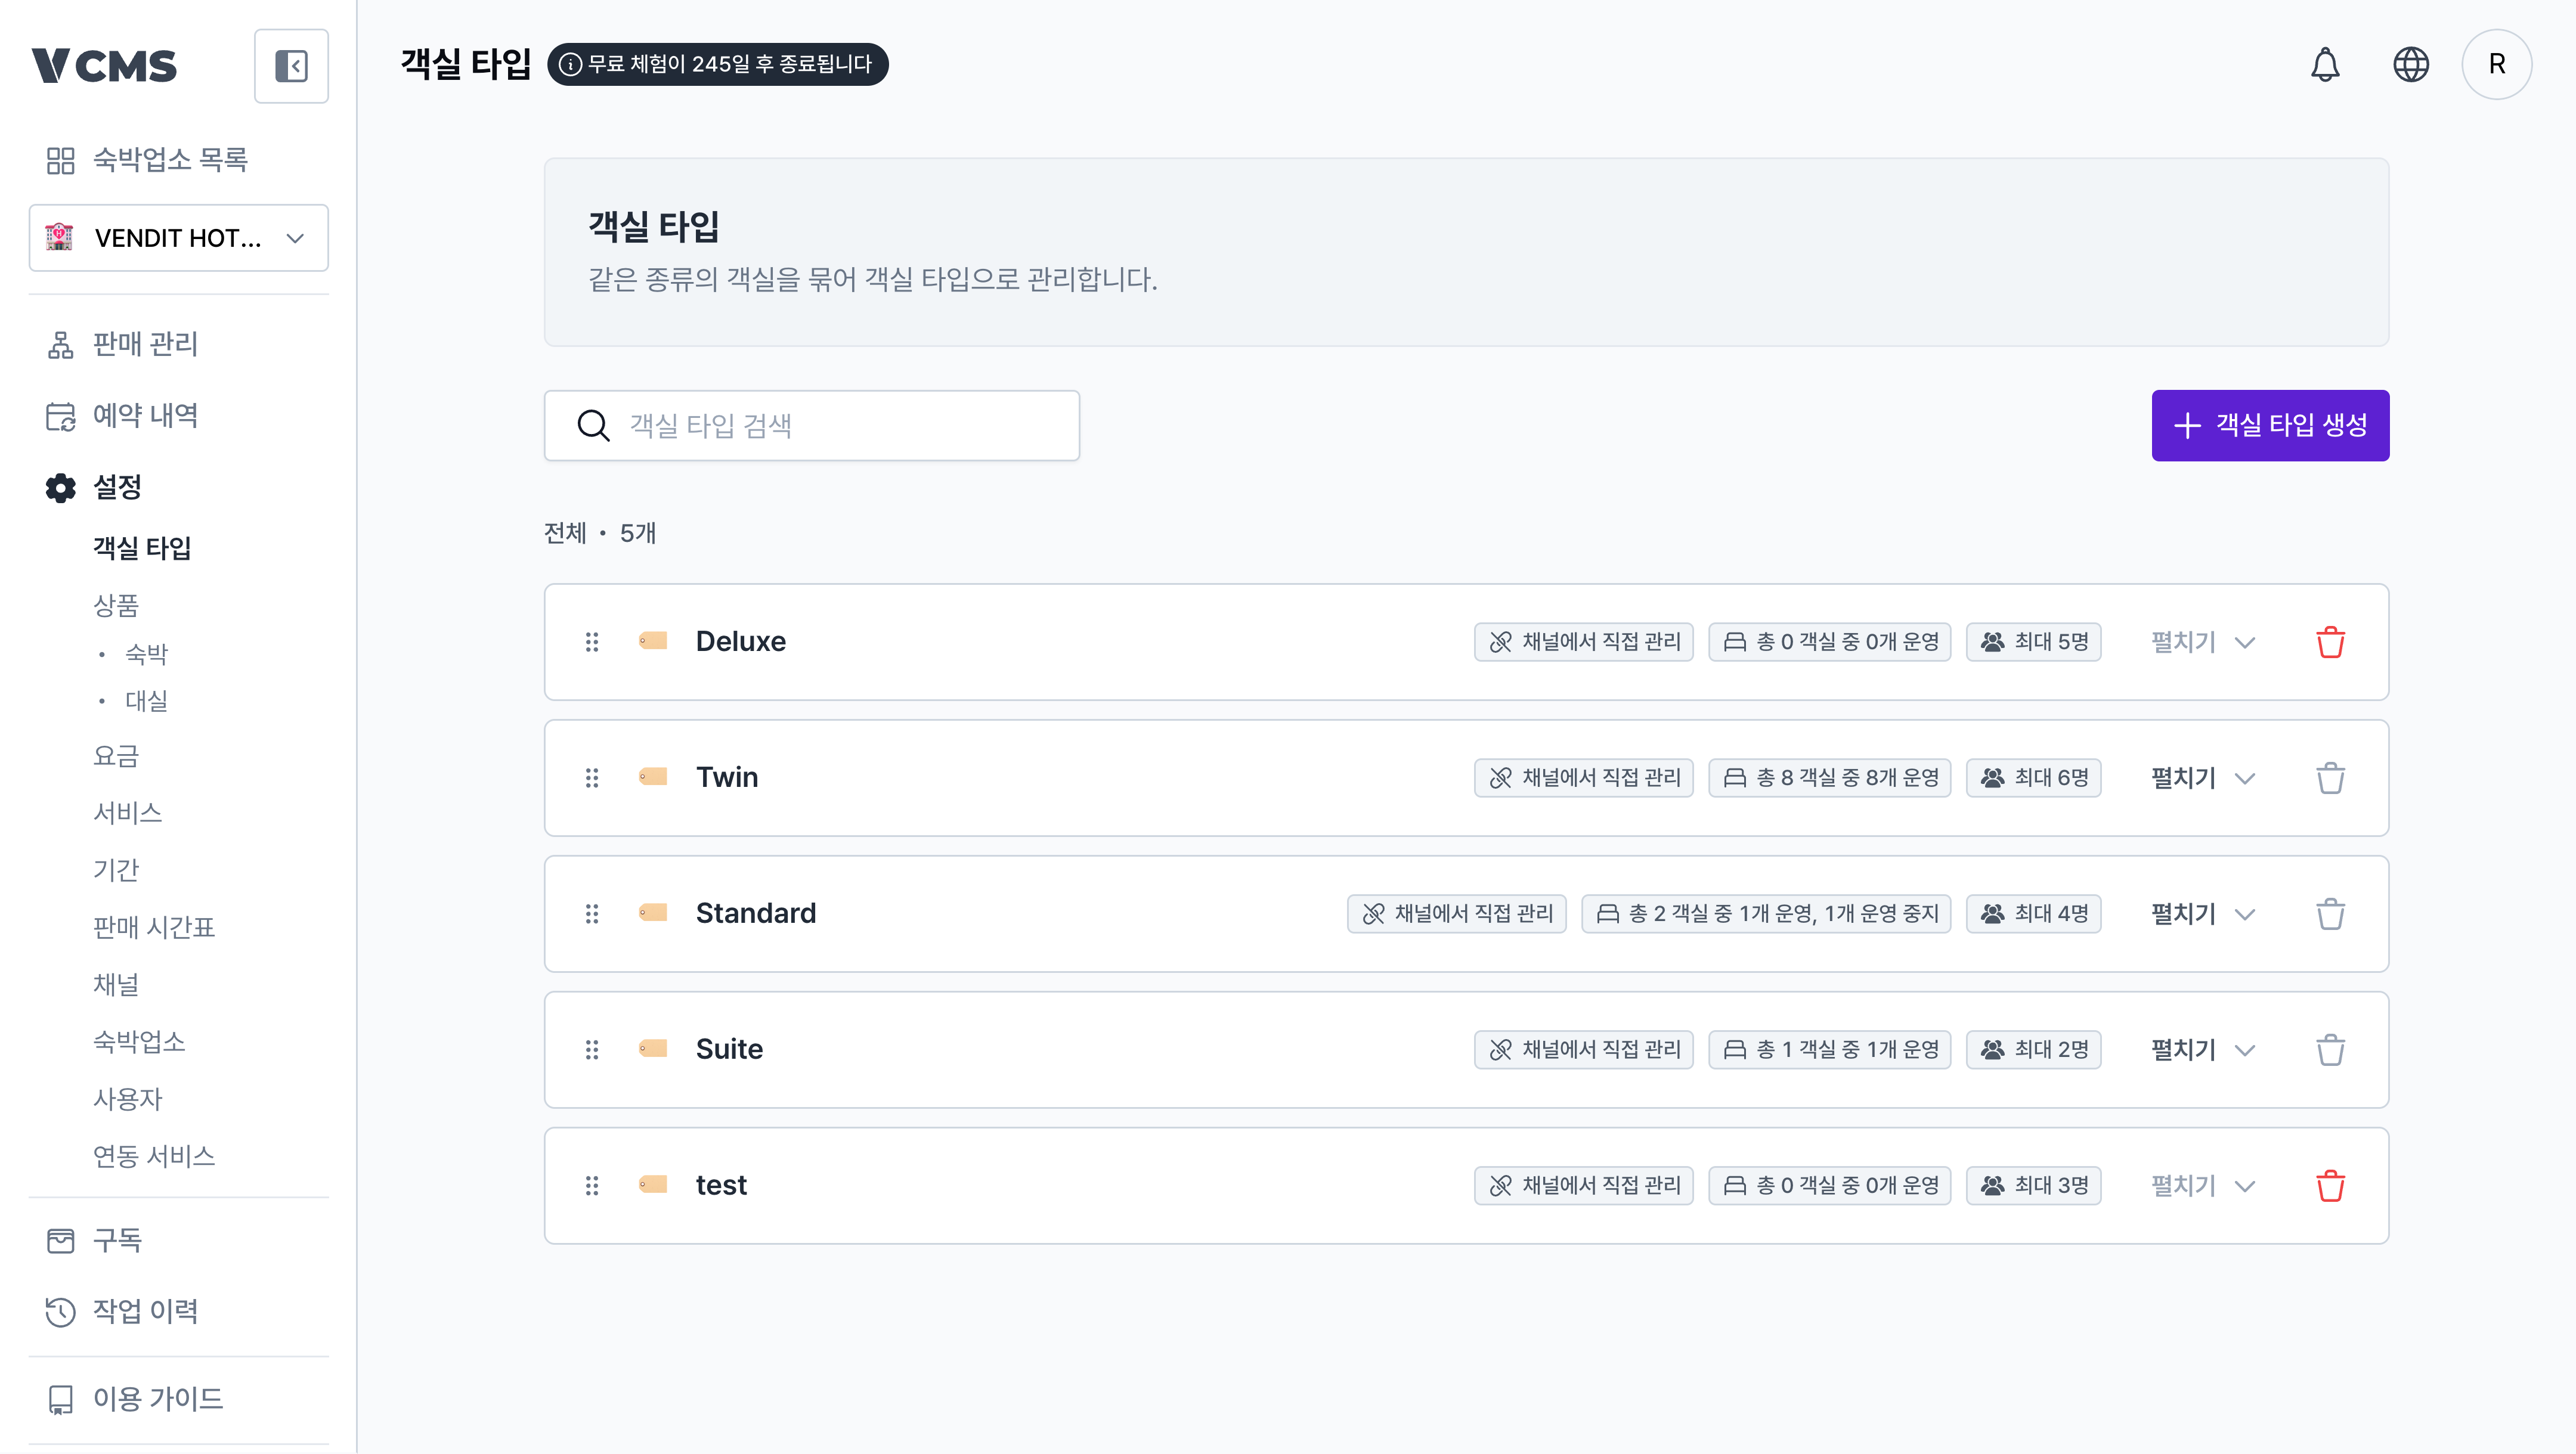 VCMS
숙박업소 목록
VENDIT HOT...
판매 관리
예약 내역
설정
객실 타입
상품
• 숙박
• 대실
요금
서비스
기간
판매 시간표
채널
숙박업소
사용자
연동 서비스
구독
작업 이력
이용 가이드
객실 타입 무료 체험이 245일 후 종료됩니다
R
객실 타입
같은 종류의 객실을 묶어 객실 타입으로 관리합니다.
객실 타입 검색
객실 타입 생성
전체 • 5개
Deluxe 채널에서 직접 관리 총 0 객실 중 0개 운영 최대 5명 펼치기
Twin 채널에서 직접 관리 총 8 객실 중 8개 운영 최대 6명 펼치기
Standard 채널에서 직접 관리 총 2 객실 중 1개 운영, 1개 운영 중지 최대 4명 펼치기
Suite 채널에서 직접 관리 총 1 객실 중 1개 운영 최대 2명 펼치기
test 채널에서 직접 관리 총 0 객실 중 0개 운영 최대 3명 펼치기